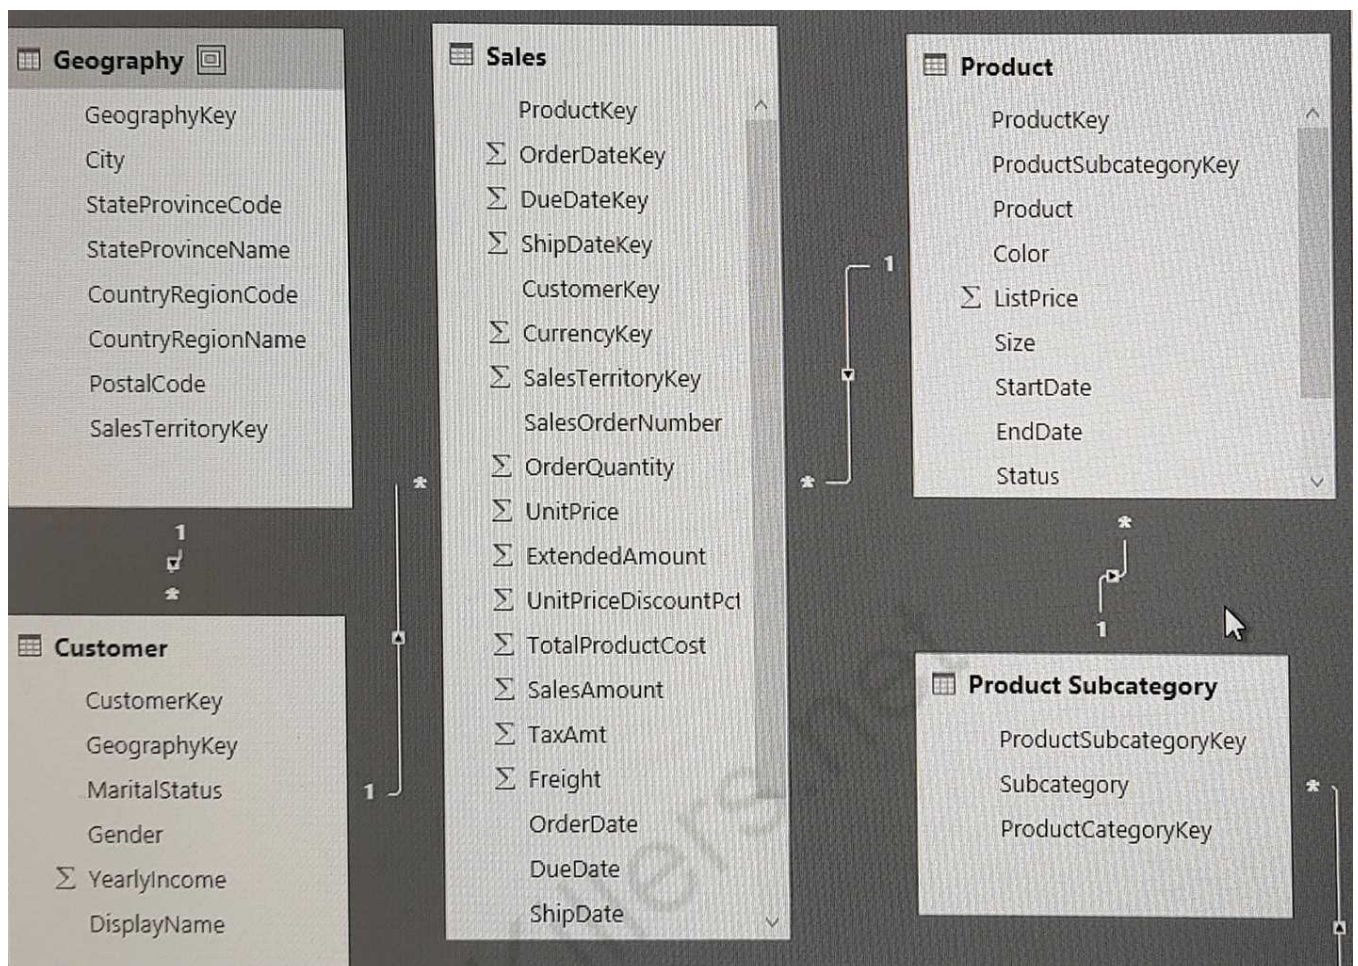 Geography
GeographyKey
City
StateProvinceCode
StateProvinceName
CountryRegionCode
CountryRegionName
PostalCode
SalesTerritoryKey
1
*
Customer
CustomerKey
GeographyKey
MaritalStatus
Gender
Σ YearlyIncome
DisplayName
*
1
Sales
ProductKey
Σ OrderDateKey
Σ DueDateKey
Σ ShipDateKey
CustomerKey
Σ CurrencyKey
Σ SalesTerritoryKey
SalesOrderNumber
Σ OrderQuantity
Σ UnitPrice
Σ ExtendedAmount
Σ UnitPriceDiscountPct
Σ TotalProductCost
Σ SalesAmount
Σ TaxAmt
Σ Freight
OrderDate
DueDate
ShipDate
1
*
Product
ProductKey
ProductSubcategoryKey
Product
Color
Σ ListPrice
Size
StartDate
EndDate
Status
*
1
Product Subcategory
ProductSubcategoryKey
Subcategory
ProductCategoryKey
*